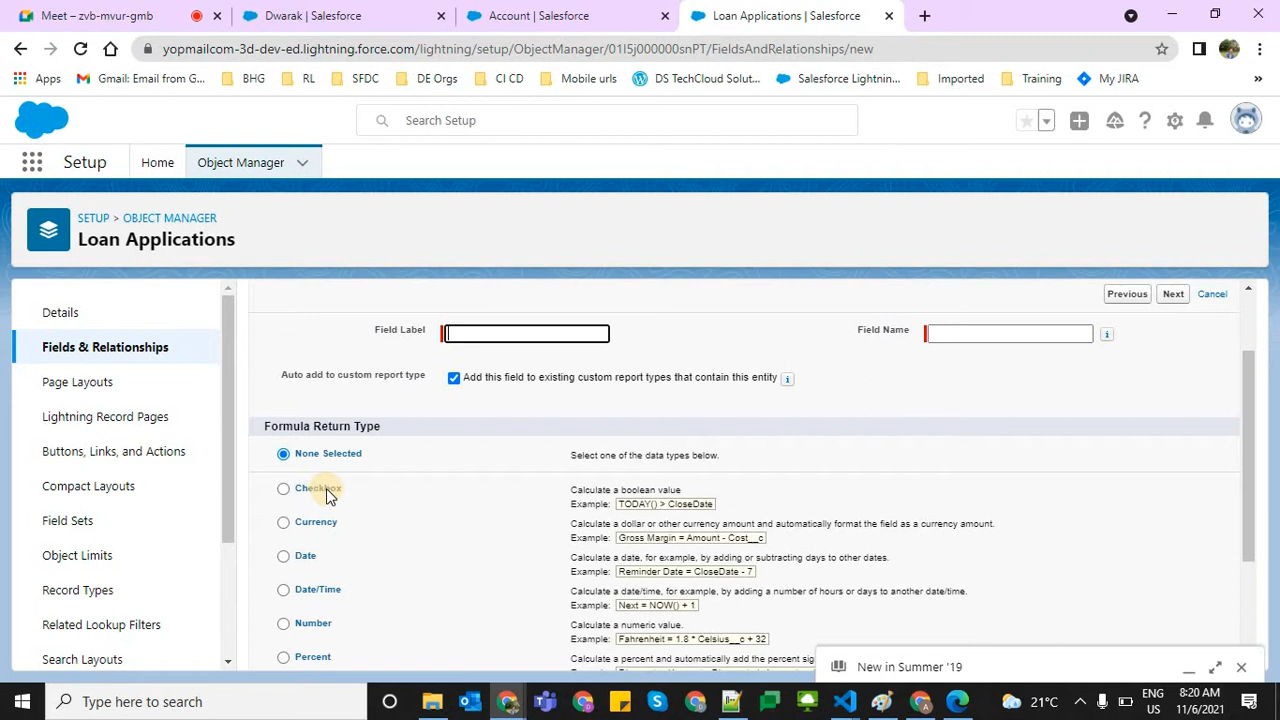 Meet – zvb-mvur-gmb
Dwarak | Salesforce
Account | Salesforce
Loan Applications | Salesforce
yopmailcom-3d-dev-ed.lightning.force.com/lightning/setup/ObjectManager/01I5j000000snPT/FieldsAndRelationships/new
Apps
Gmail: Email from G...
BHG
RL
SFDC
DE Orgs
CI CD
Mobile urls
DS TechCloud Solut...
Salesforce Lightnin...
Imported
Training
My JIRA
»
Search Setup
Setup
Home
Object Manager
SETUP > OBJECT MANAGER
Loan Applications
Details
Fields & Relationships
Page Layouts
Lightning Record Pages
Buttons, Links, and Actions
Compact Layouts
Field Sets
Object Limits
Record Types
Related Lookup Filters
Search Layouts
Previous
Next
Cancel
Field Label
Field Name
Auto add to custom report type
Add this field to existing custom report types that contain this entity
Formula Return Type
None Selected
Select one of the data types below.
Checkbox
Calculate a boolean value
Example: TODAY() > CloseDate
Currency
Calculate a dollar or other currency amount and automatically format the field as a currency amount.
Example: Gross Margin = Amount - Cost__c
Date
Calculate a date, for example, by adding or subtracting days to other dates.
Example: Reminder Date = CloseDate - 7
Date/Time
Calculate a date/time, for example, by adding a number of hours or days to another date/time.
Example: Next = NOW() + 1
Number
Calculate a numeric value.
Example: Fahrenheit = 1.8 * Celsius__c + 32
Percent
Calculate a percent and automatically add the percent sig
New in Summer '19
Type here to search
21°C
ENG
US
8:20 AM
11/6/2021